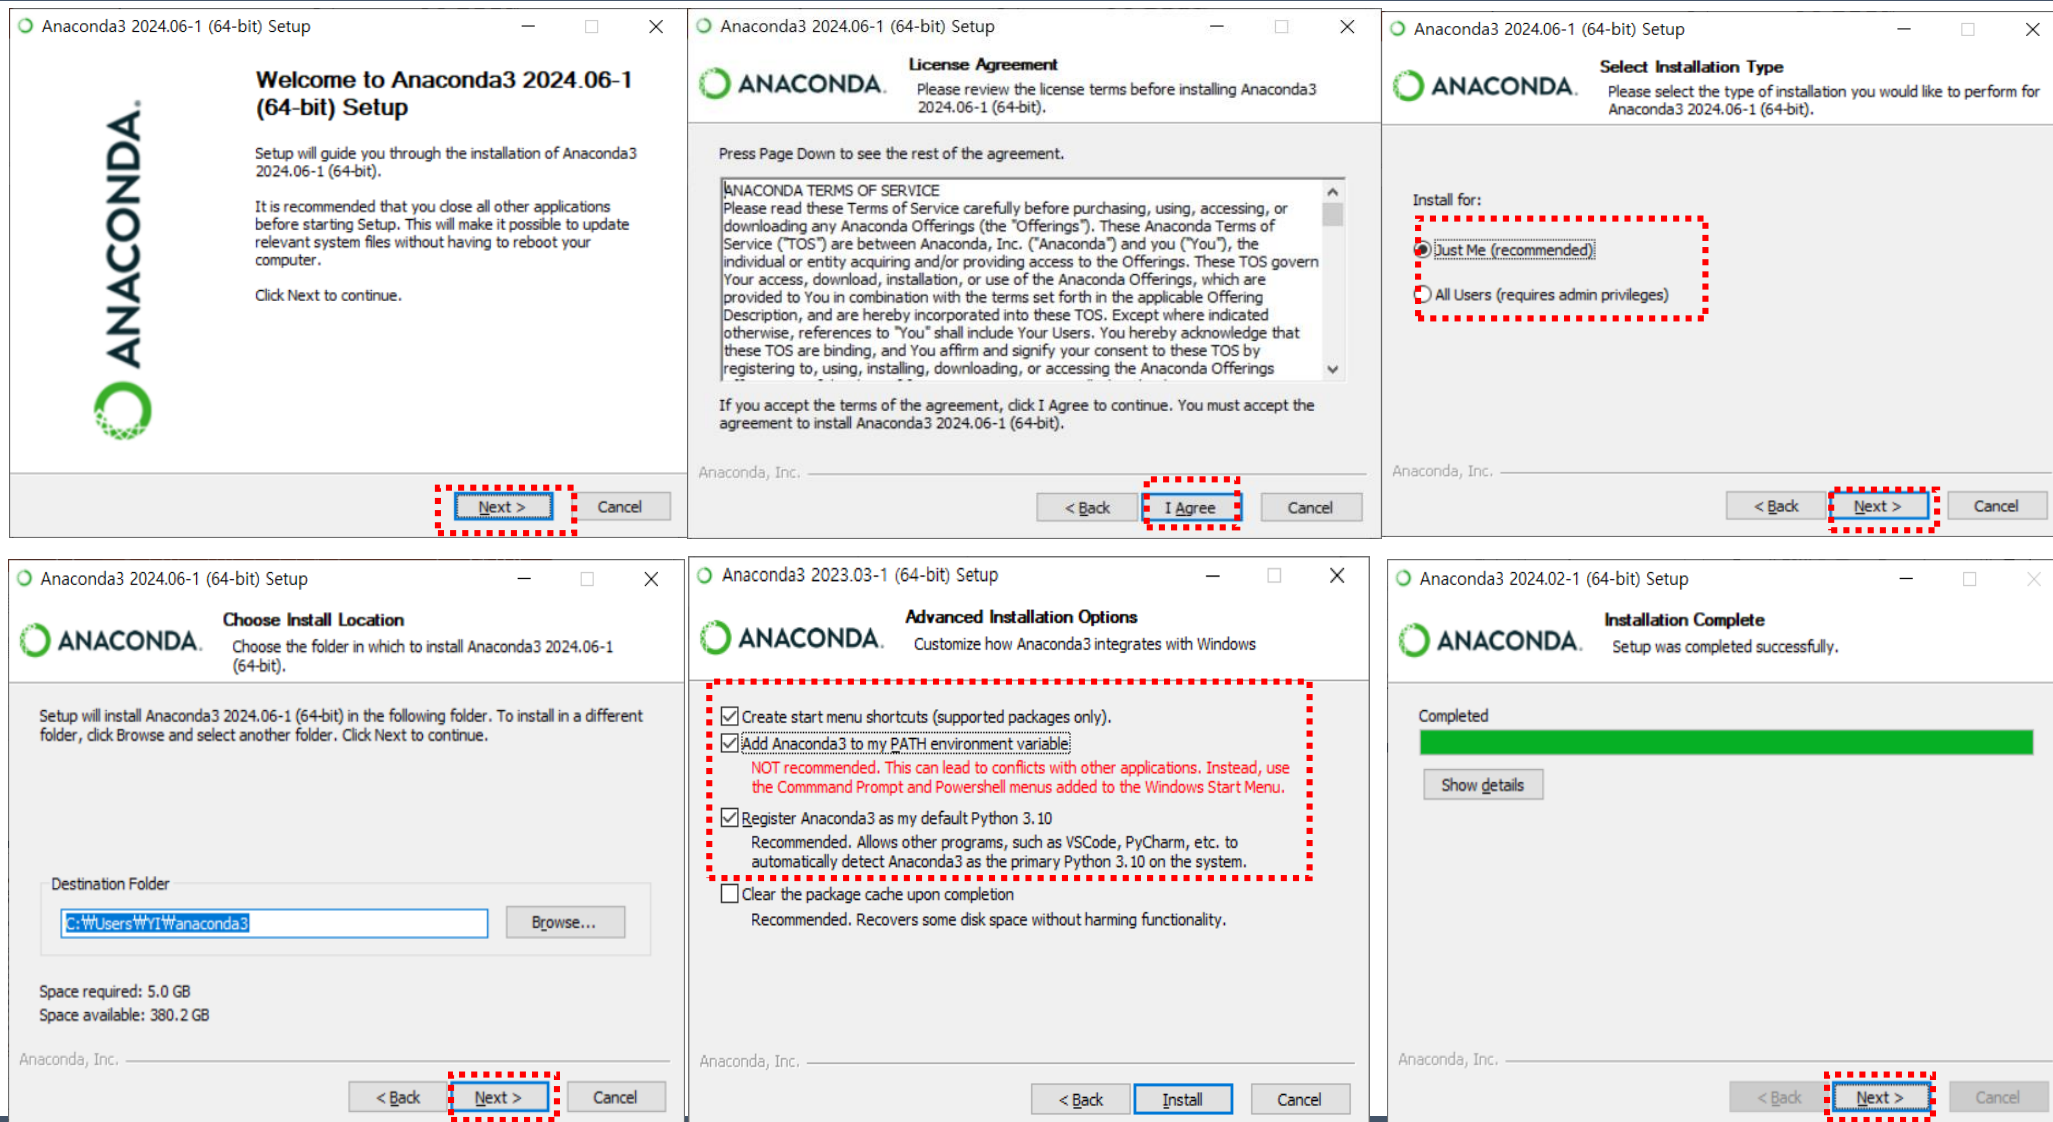 Anaconda3 2024.06-1 (64-bit) Setup
ANACONDA.
Welcome to Anaconda3 2024.06-1
(64-bit) Setup
Setup will guide you through the installation of Anaconda3
2024.06-1 (64-bit).
It is recommended that you close all other applications
before starting Setup. This will make it possible to update
relevant system files without having to reboot your
computer.
Click Next to continue.
Next >
Cancel
Anaconda3 2024.06-1 (64-bit) Setup
ANACONDA.
License Agreement
Please review the license terms before installing Anaconda3
2024.06-1 (64-bit).
Press Page Down to see the rest of the agreement.
ANACONDA TERMS OF SERVICE
Please read these Terms of Service carefully before purchasing, using, accessing, or
downloading any Anaconda Offerings (the "Offerings"). These Anaconda Terms of
Service ("TOS") are between Anaconda, Inc. ("Anaconda") and you ("You"), the
individual or entity acquiring and/or providing access to the Offerings. These TOS govern
Your access, download, installation, or use of the Anaconda Offerings, which are
provided to You in combination with the terms set forth in the applicable Offering
Description, and are hereby incorporated into these TOS. Except where indicated
otherwise, references to "You" shall include Your Users. You hereby acknowledge that
these TOS are binding, and You affirm and signify your consent to these TOS by
registering to, using, installing, downloading, or accessing the Anaconda Offerings
If you accept the terms of the agreement, click I Agree to continue. You must accept the
agreement to install Anaconda3 2024.06-1 (64-bit).
Anaconda, Inc.
< Back
I Agree
Cancel
Anaconda3 2024.06-1 (64-bit) Setup
ANACONDA.
Select Installation Type
Please select the type of installation you would like to perform for
Anaconda3 2024.06-1 (64-bit).
Install for:
Just Me (recommended)
All Users (requires admin privileges)
Anaconda, Inc.
< Back
Next >
Cancel
Anaconda3 2024.06-1 (64-bit) Setup
ANACONDA.
Choose Install Location
Choose the folder in which to install Anaconda3 2024.06-1
(64-bit).
Setup will install Anaconda3 2024.06-1 (64-bit) in the following folder. To install in a different
folder, click Browse and select another folder. Click Next to continue.
Destination Folder
C:₩Users₩YI₩anaconda3
Browse...
Space required: 5.0 GB
Space available: 380.2 GB
Anaconda, Inc.
< Back
Next >
Cancel
Anaconda3 2023.03-1 (64-bit) Setup
ANACONDA.
Advanced Installation Options
Customize how Anaconda3 integrates with Windows
Create start menu shortcuts (supported packages only).
Add Anaconda3 to my PATH environment variable
NOT recommended. This can lead to conflicts with other applications. Instead, use
the Commmand Prompt and Powershell menus added to the Windows Start Menu.
Register Anaconda3 as my default Python 3.10
Recommended. Allows other programs, such as VSCode, PyCharm, etc. to
automatically detect Anaconda3 as the primary Python 3.10 on the system.
Clear the package cache upon completion
Recommended. Recovers some disk space without harming functionality.
Anaconda, Inc.
< Back
Install
Cancel
Anaconda3 2024.02-1 (64-bit) Setup
ANACONDA.
Installation Complete
Setup was completed successfully.
Completed
Show details
Anaconda, Inc.
< Back
Next >
Cancel